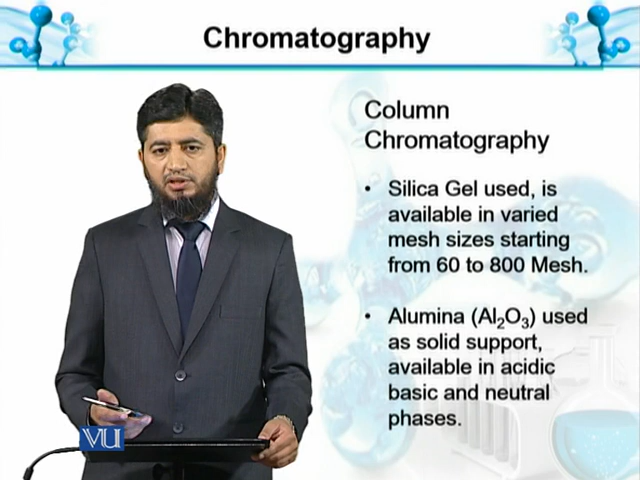 Chromatography
Column
Chromatography
• Silica Gel used, is
available in varied
mesh sizes starting
from 60 to 800 Mesh.
• Alumina (Al₂O₃) used
as solid support,
available in acidic
basic and neutral
phases.
VU